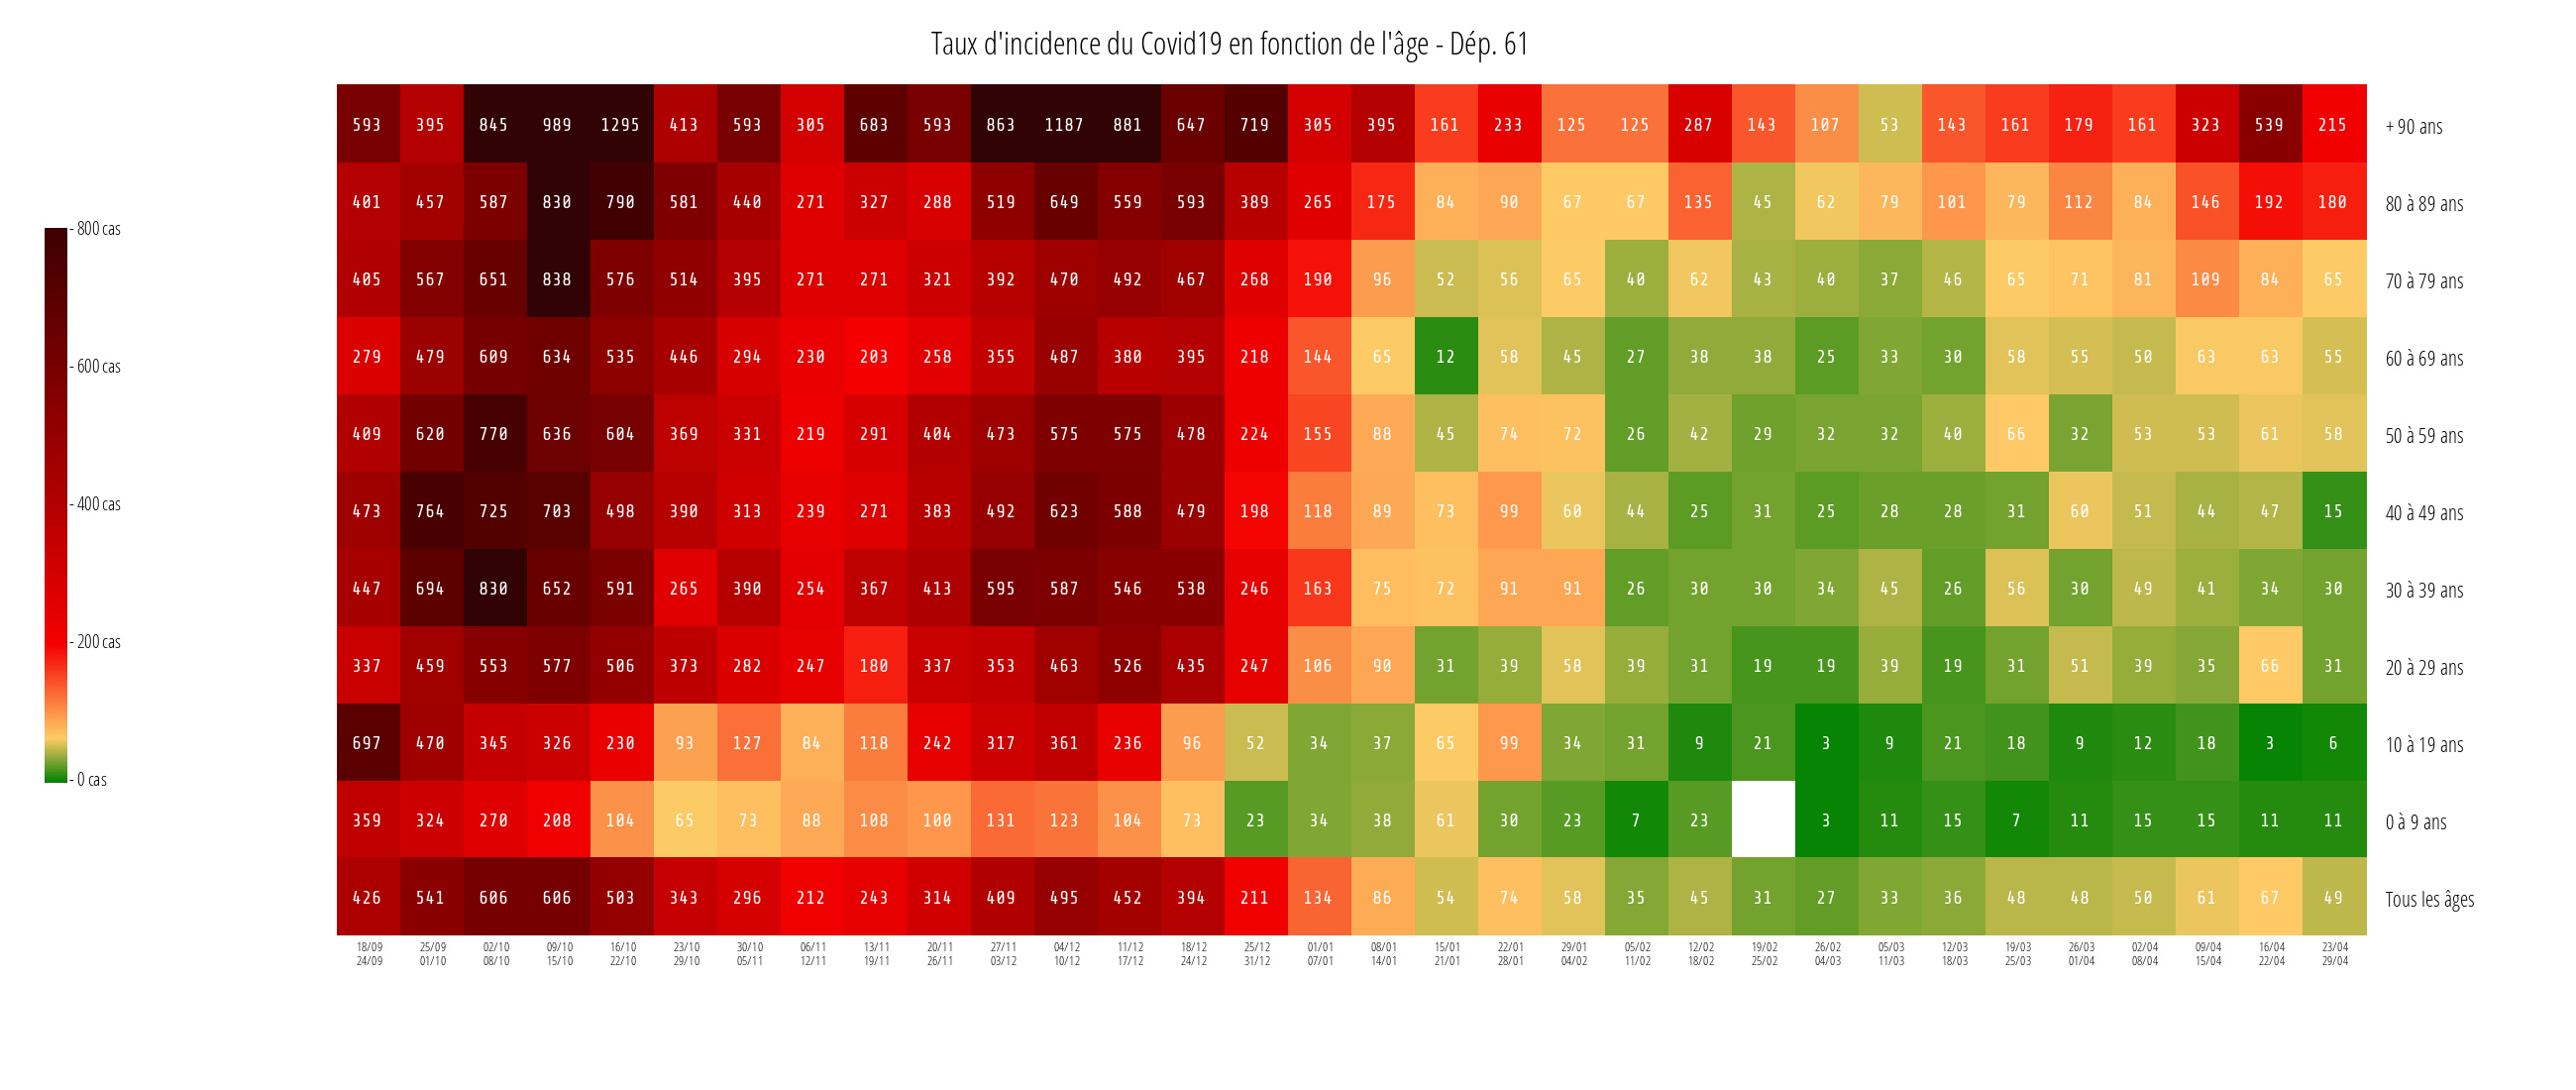 Taux d'incidence du Covid19 en fonction de l'âge - Dép. 61
593 395 845 989 1295 413 593 305 683 593 863 1187 881 647 719 305 395 161 233 125 125 287 143 107 53 143 161 179 161 323 539 215 + 90 ans
401 457 587 830 790 581 440 271 327 288 519 649 559 593 389 265 175 84 90 67 67 135 45 62 79 101 79 112 84 146 192 180 80 à 89 ans
- 800 cas
405 567 651 838 576 514 395 271 271 321 392 470 492 467 268 190 96 52 56 65 40 62 43 40 37 46 65 71 81 109 84 65 70 à 79 ans
279 479 609 634 535 446 294 230 203 258 355 487 380 395 218 144 65 12 58 45 27 38 38 25 33 30 58 55 50 63 63 55 60 à 69 ans
- 600 cas
409 620 770 636 604 369 331 219 291 404 473 575 575 478 224 155 88 45 74 72 26 42 29 32 32 40 66 32 53 53 61 58 50 à 59 ans
- 400 cas
473 764 725 703 498 390 313 239 271 383 492 623 588 479 198 118 89 73 99 60 44 25 31 25 28 28 31 60 51 44 47 15 40 à 49 ans
447 694 830 652 591 265 390 254 367 413 595 587 546 538 246 163 75 72 91 91 26 30 30 34 45 26 56 30 49 41 34 30 30 à 39 ans
- 200 cas
337 459 553 577 506 373 282 247 180 337 353 463 526 435 247 106 90 31 39 58 39 31 19 19 39 19 31 51 39 35 66 31 20 à 29 ans
697 470 345 326 230 93 127 84 118 242 317 361 236 96 52 34 37 65 99 34 31 9 21 3 9 21 18 9 12 18 3 6 10 à 19 ans
- 0 cas
359 324 270 208 104 65 73 88 108 100 131 123 104 73 23 34 38 61 30 23 7 23 3 11 15 7 11 15 15 11 11 0 à 9 ans
426 541 606 606 503 343 296 212 243 314 409 495 452 394 211 134 86 54 74 58 35 45 31 27 33 36 48 48 50 61 67 49 Tous les âges
18/09 25/09 02/10 09/10 16/10 23/10 30/10 06/11 13/11 20/11 27/11 04/12 11/12 18/12 25/12 01/01 08/01 15/01 22/01 29/01 05/02 12/02 19/02 26/02 05/03 12/03 19/03 26/03 02/04 09/04 16/04 23/04
24/09 01/10 08/10 15/10 22/10 29/10 05/11 12/11 19/11 26/11 03/12 10/12 17/12 24/12 31/12 07/01 14/01 21/01 28/01 04/02 11/02 18/02 25/02 04/03 11/03 18/03 25/03 01/04 08/04 15/04 22/04 29/04